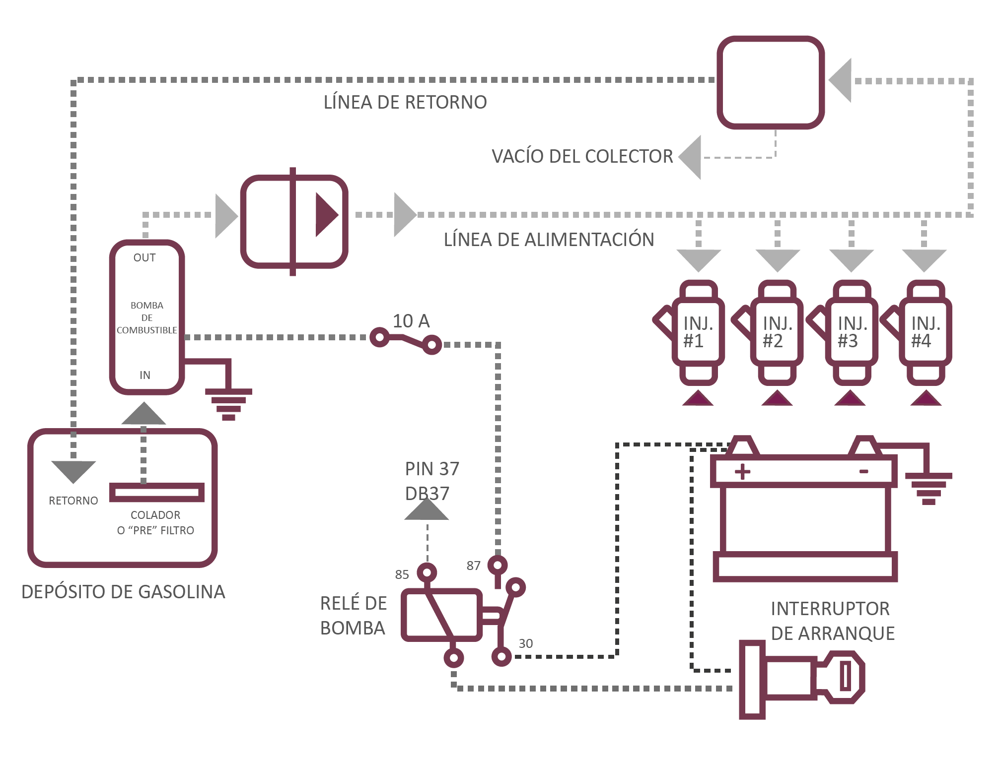 LÍNEA DE RETORNO
VACÍO DEL COLECTOR
LÍNEA DE ALIMENTACIÓN
OUT
BOMBA
DE
COMBUSTIBLE
IN
10 A
INJ.
#1
INJ.
#2
INJ.
#3
INJ.
#4
RETORNO
COLADOR
O “PRE” FILTRO
DEPÓSITO DE GASOLINA
PIN 37
DB37
85
87
RELÉ DE
BOMBA
30
+
-
INTERRUPTOR
DE ARRANQUE